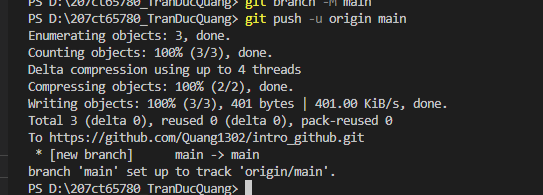 PS D:\207ct65780_TranDucQuang> git branch -M main
PS D:\207ct65780_TranDucQuang> git push -u origin main
Enumerating objects: 3, done.
Counting objects: 100% (3/3), done.
Delta compression using up to 4 threads
Compressing objects: 100% (2/2), done.
Writing objects: 100% (3/3), 401 bytes | 401.00 KiB/s, done.
Total 3 (delta 0), reused 0 (delta 0), pack-reused 0
To https://github.com/Quang1302/intro_github.git
 * [new branch]      main -> main
branch 'main' set up to track 'origin/main'.
PS D:\207ct65780_TranDucQuang>